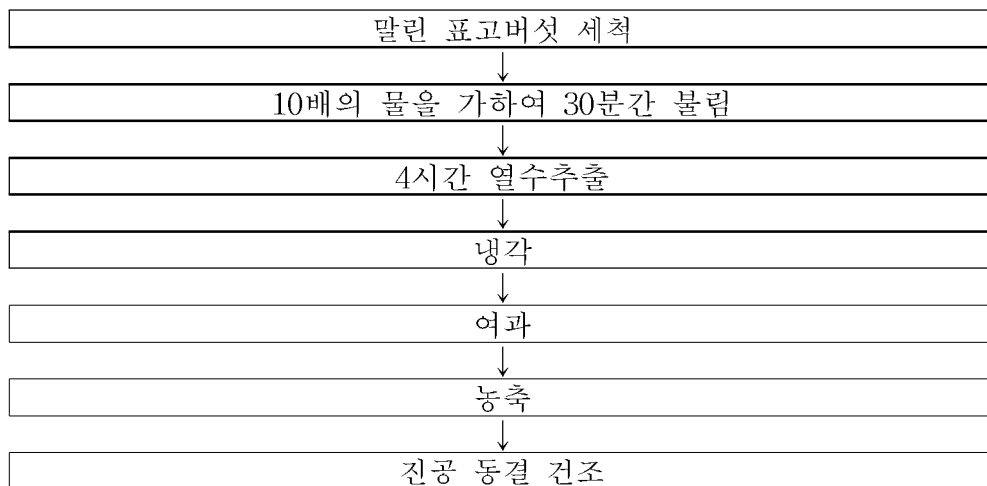 말린 표고버섯 세척
10배의 물을 가하여 30분간 불림
4시간 열수추출
냉각
여과
농축
진공 동결 건조